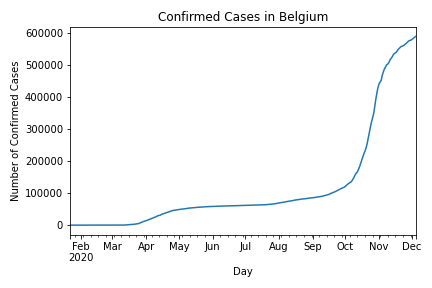 Confirmed Cases in Belgium
Number of Confirmed Cases
600000
500000
400000
300000
200000
100000
0
Feb Mar Apr May Jun Jul Aug Sep Oct Nov Dec
2020
Day